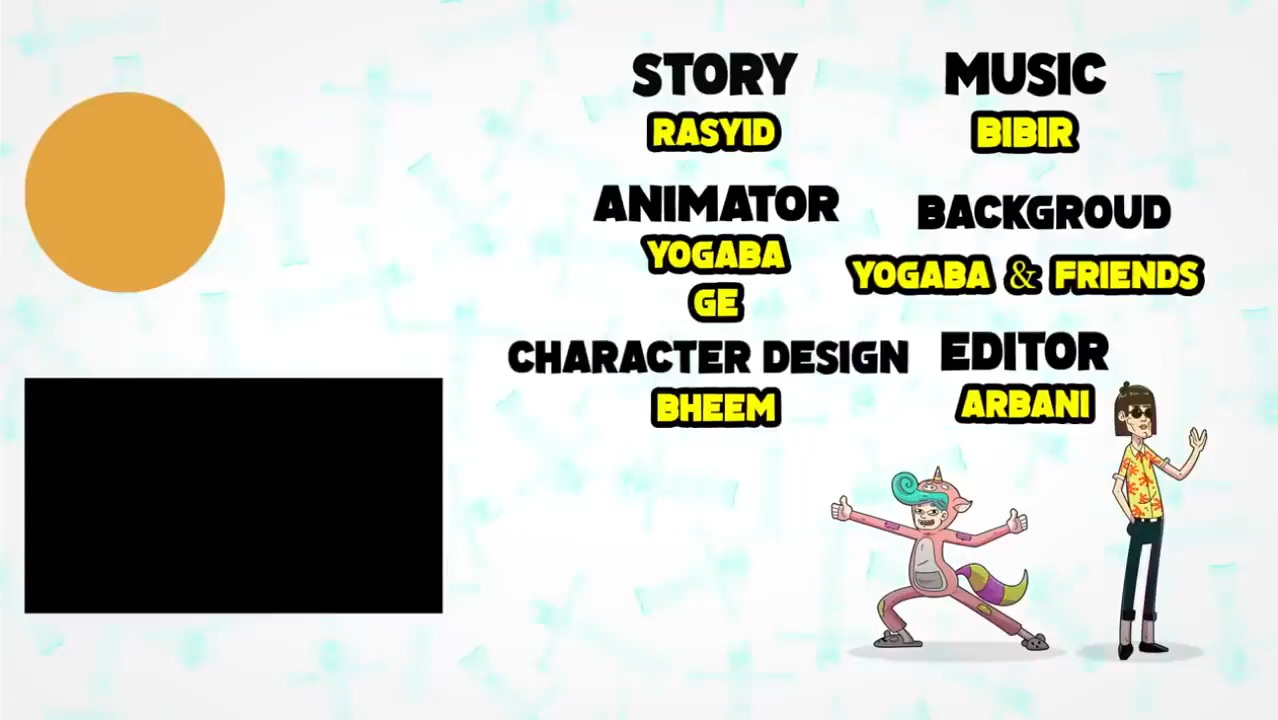 STORY
RASYID
MUSIC
BIBIR
ANIMATOR
YOGABA
GE
BACKGROUD
YOGABA & FRIENDS
CHARACTER DESIGN
BHEEM
EDITOR
ARBANI